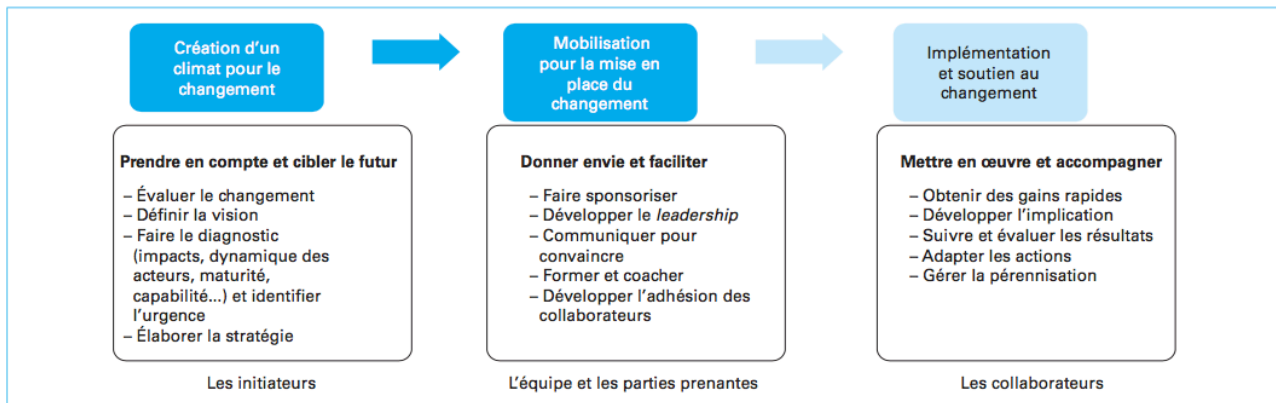 Création d'un
climat pour le
changement
Mobilisation
pour la mise en
place du
changement
Implémentation
et soutien au
changement
Prendre en compte et cibler le futur
– Évaluer le changement
– Définir la vision
– Faire le diagnostic
(impacts, dynamique des
acteurs, maturité,
capabilité...) et identifier
l'urgence
– Élaborer la stratégie
Les initiateurs
Donner envie et faciliter
– Faire sponsoriser
– Développer le leadership
– Communiquer pour
convaincre
– Former et coacher
– Développer l'adhésion des
collaborateurs
L'équipe et les parties prenantes
Mettre en œuvre et accompagner
– Obtenir des gains rapides
– Développer l'implication
– Suivre et évaluer les résultats
– Adapter les actions
– Gérer la pérennisation
Les collaborateurs